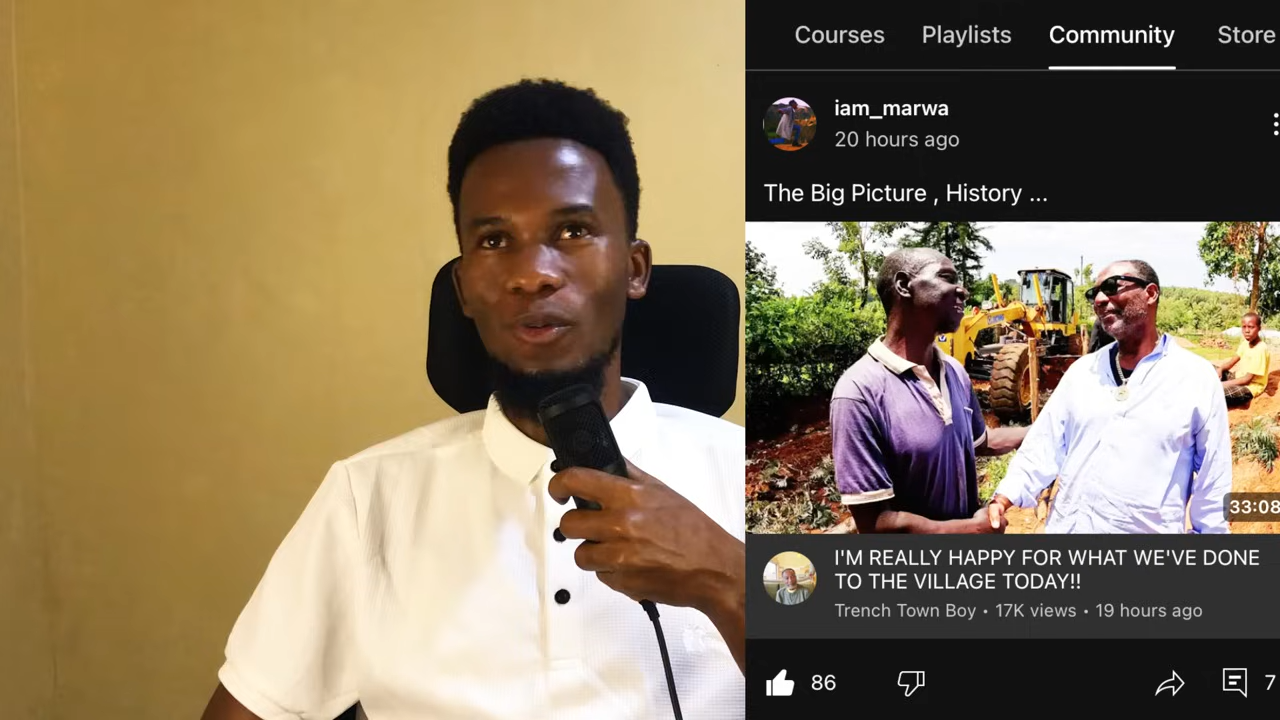 Courses Playlists Community Store
iam_marwa
20 hours ago
The Big Picture , History ...
33:08
I'M REALLY HAPPY FOR WHAT WE'VE DONE
TO THE VILLAGE TODAY!!
Trench Town Boy • 17K views • 19 hours ago
86 7